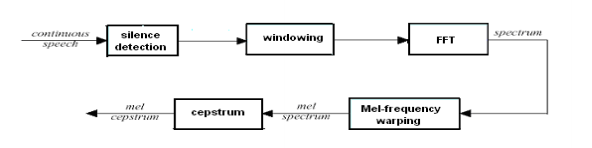 continuous
speech
silence
detection
windowing
FFT
spectrum
Mel-frequency
warping
mel
spectrum
cepstrum
mel
cepstrum